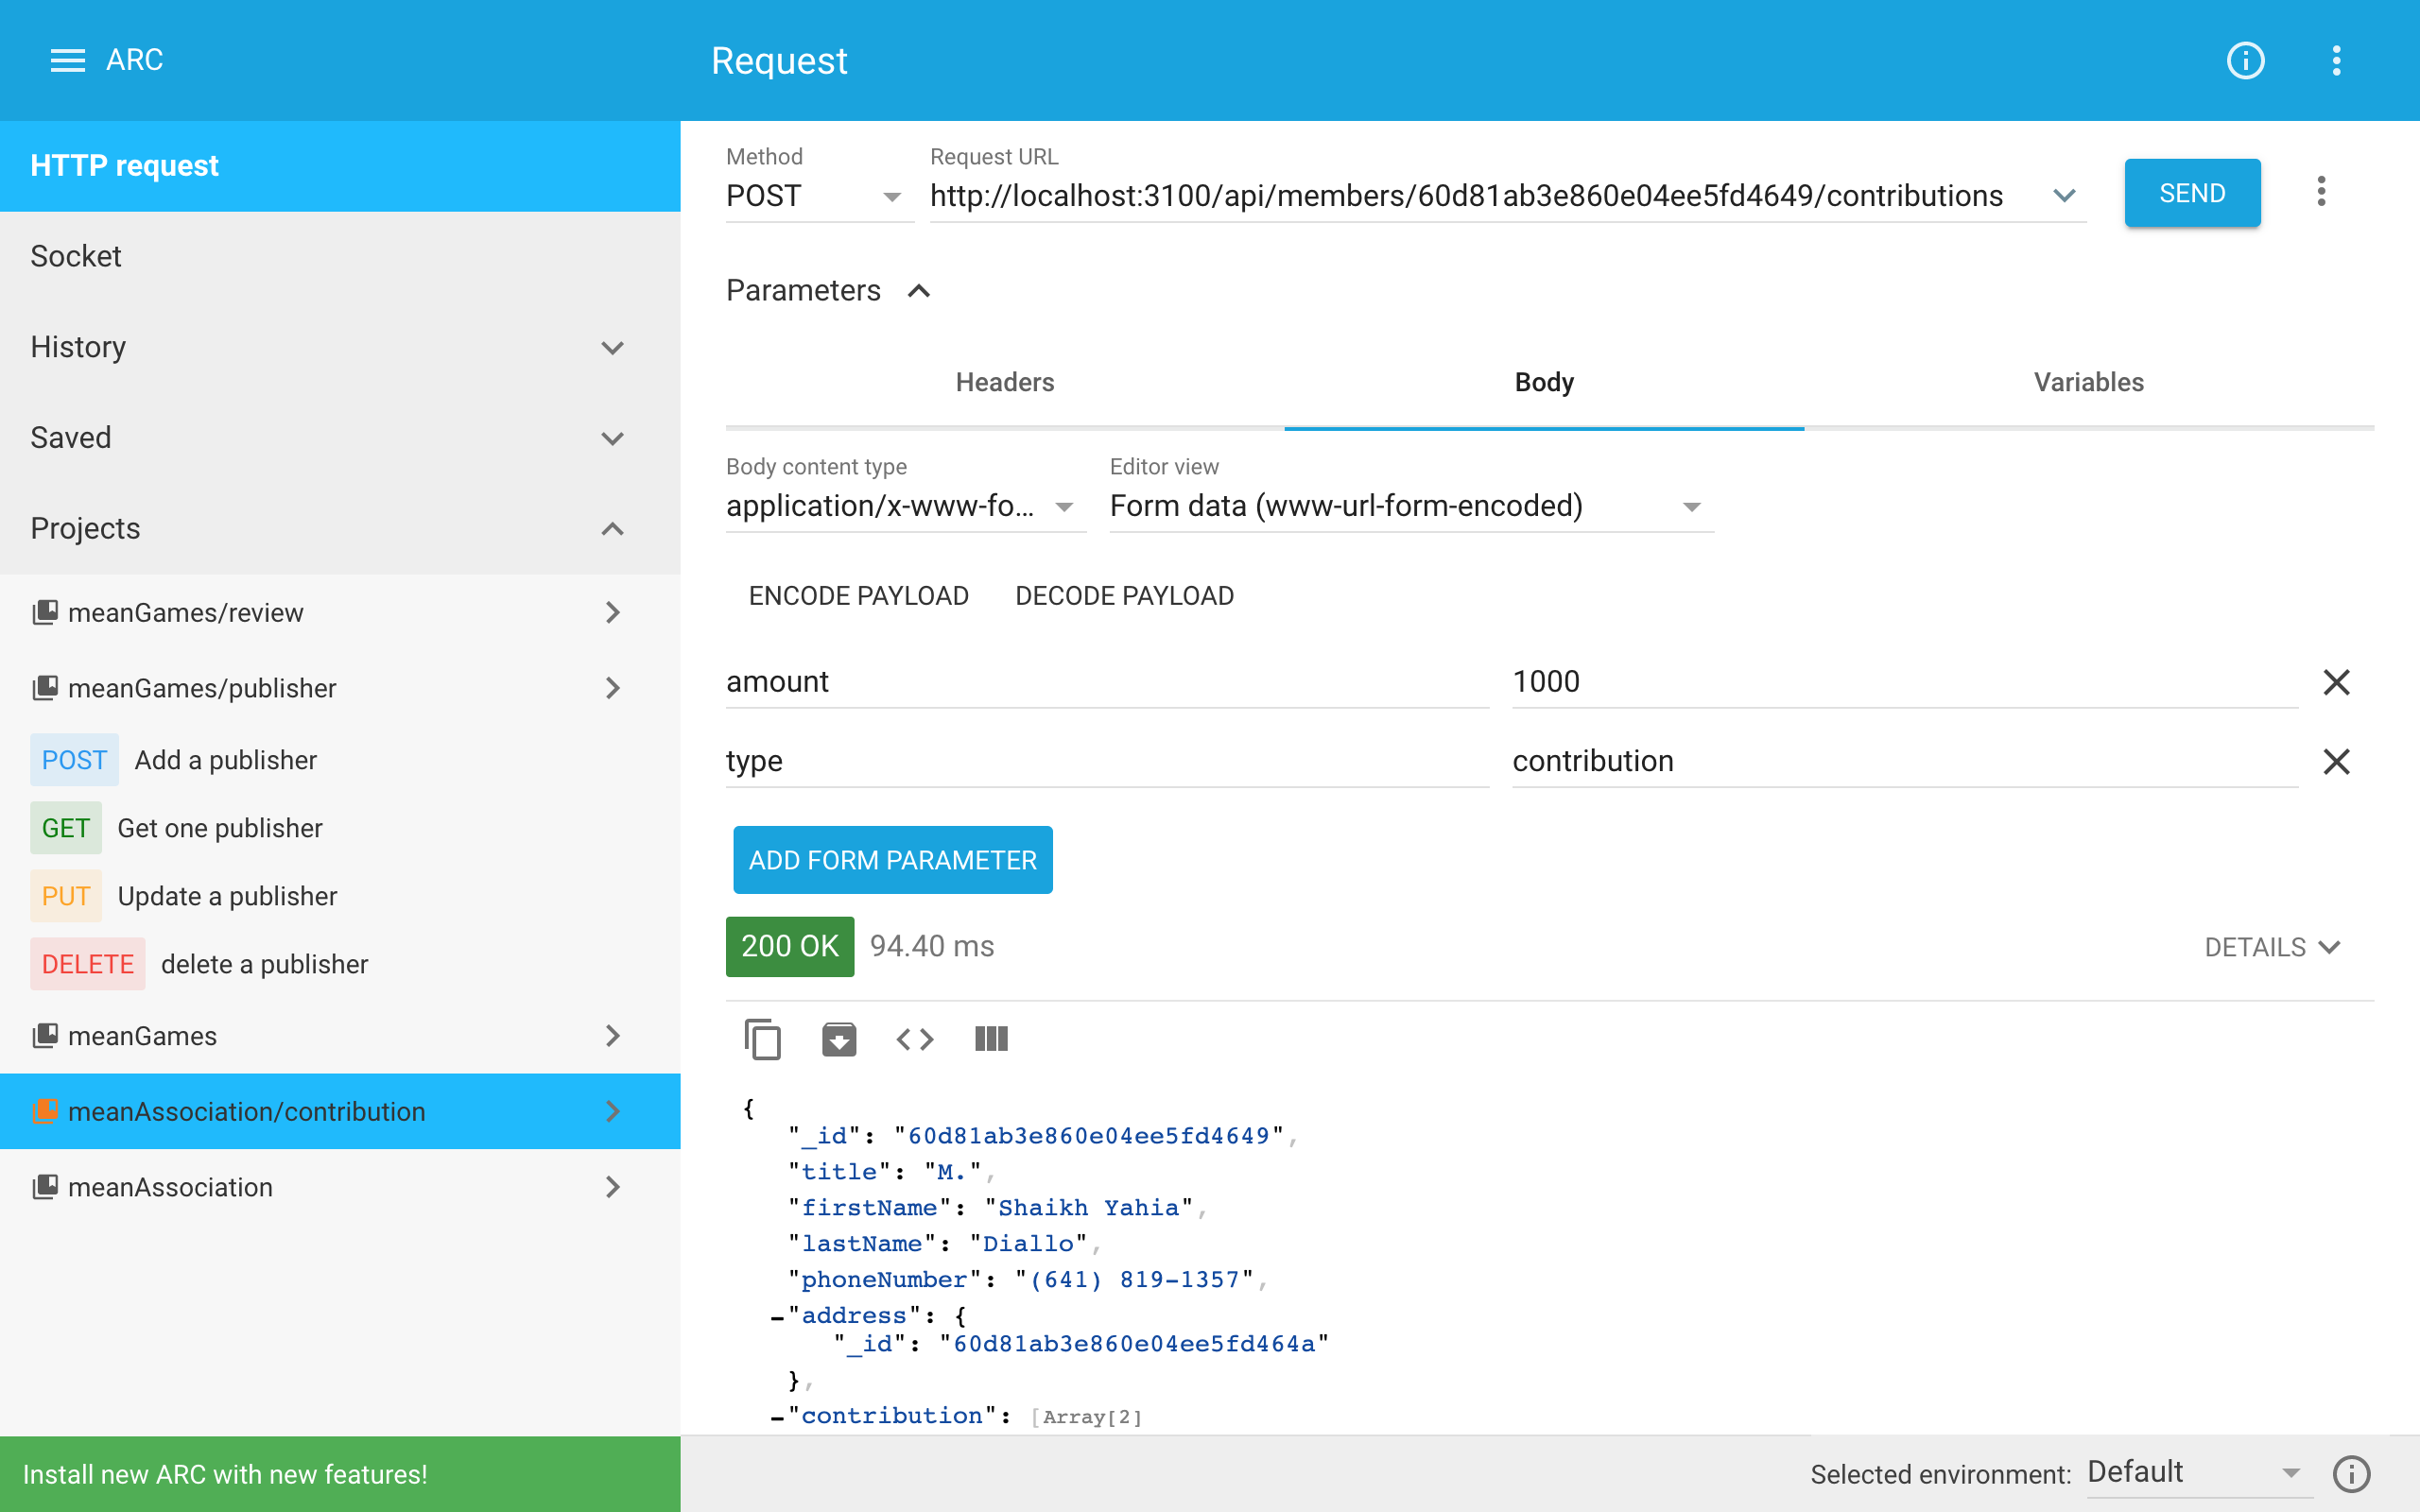 ARC
Request
HTTP request
Socket
History
Saved
Projects
meanGames/review
meanGames/publisher
POST Add a publisher
GET Get one publisher
PUT Update a publisher
DELETE delete a publisher
meanGames
meanAssociation/contribution
meanAssociation
Install new ARC with new features!
Method
POST
Request URL
http://localhost:3100/api/members/60d81ab3e860e04ee5fd4649/contributions
SEND
Parameters
Headers Body Variables
Body content type
application/x-www-fo...
Editor view
Form data (www-url-form-encoded)
ENCODE PAYLOAD DECODE PAYLOAD
amount 1000
type contribution
ADD FORM PARAMETER
200 OK 94.40 ms DETAILS
{
"_id": "60d81ab3e860e04ee5fd4649",
"title": "M.",
"firstName": "Shaikh Yahia",
"lastName": "Diallo",
"phoneNumber": "(641) 819-1357",
-"address": {
"_id": "60d81ab3e860e04ee5fd464a"
},
-"contribution": [Array[2]
Selected environment: Default